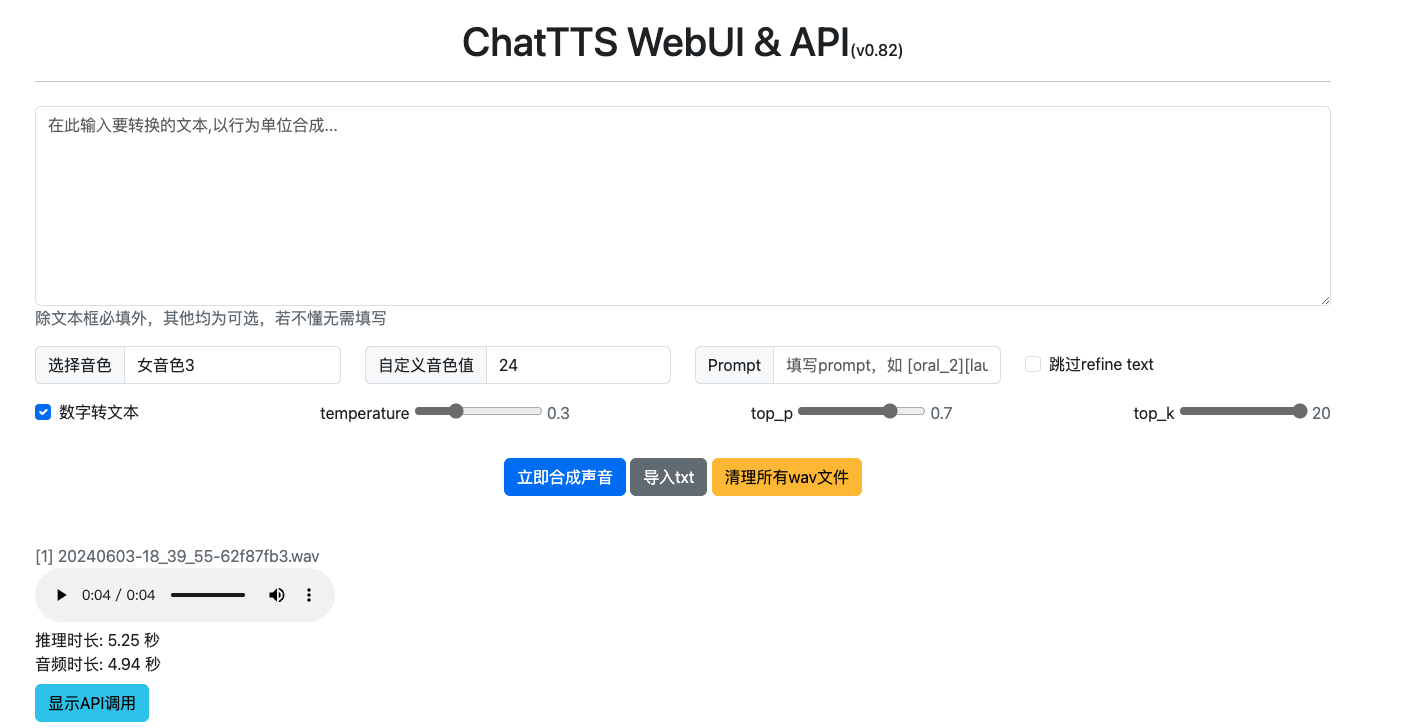 ChatTTS WebUI & API(v0.82)
在此输入要转换的文本,以行为单位合成...
除文本框必填外，其他均为可选，若不懂无需填写
选择音色 女音色3 自定义音色值 24 Prompt 填写prompt，如 [oral_2][lau 跳过refine text
数字转文本 temperature 0.3 top_p 0.7 top_k 20
立即合成声音 导入txt 清理所有wav文件
[1] 20240603-18_39_55-62f87fb3.wav
0:04 / 0:04
推理时长: 5.25 秒
音频时长: 4.94 秒
显示API调用